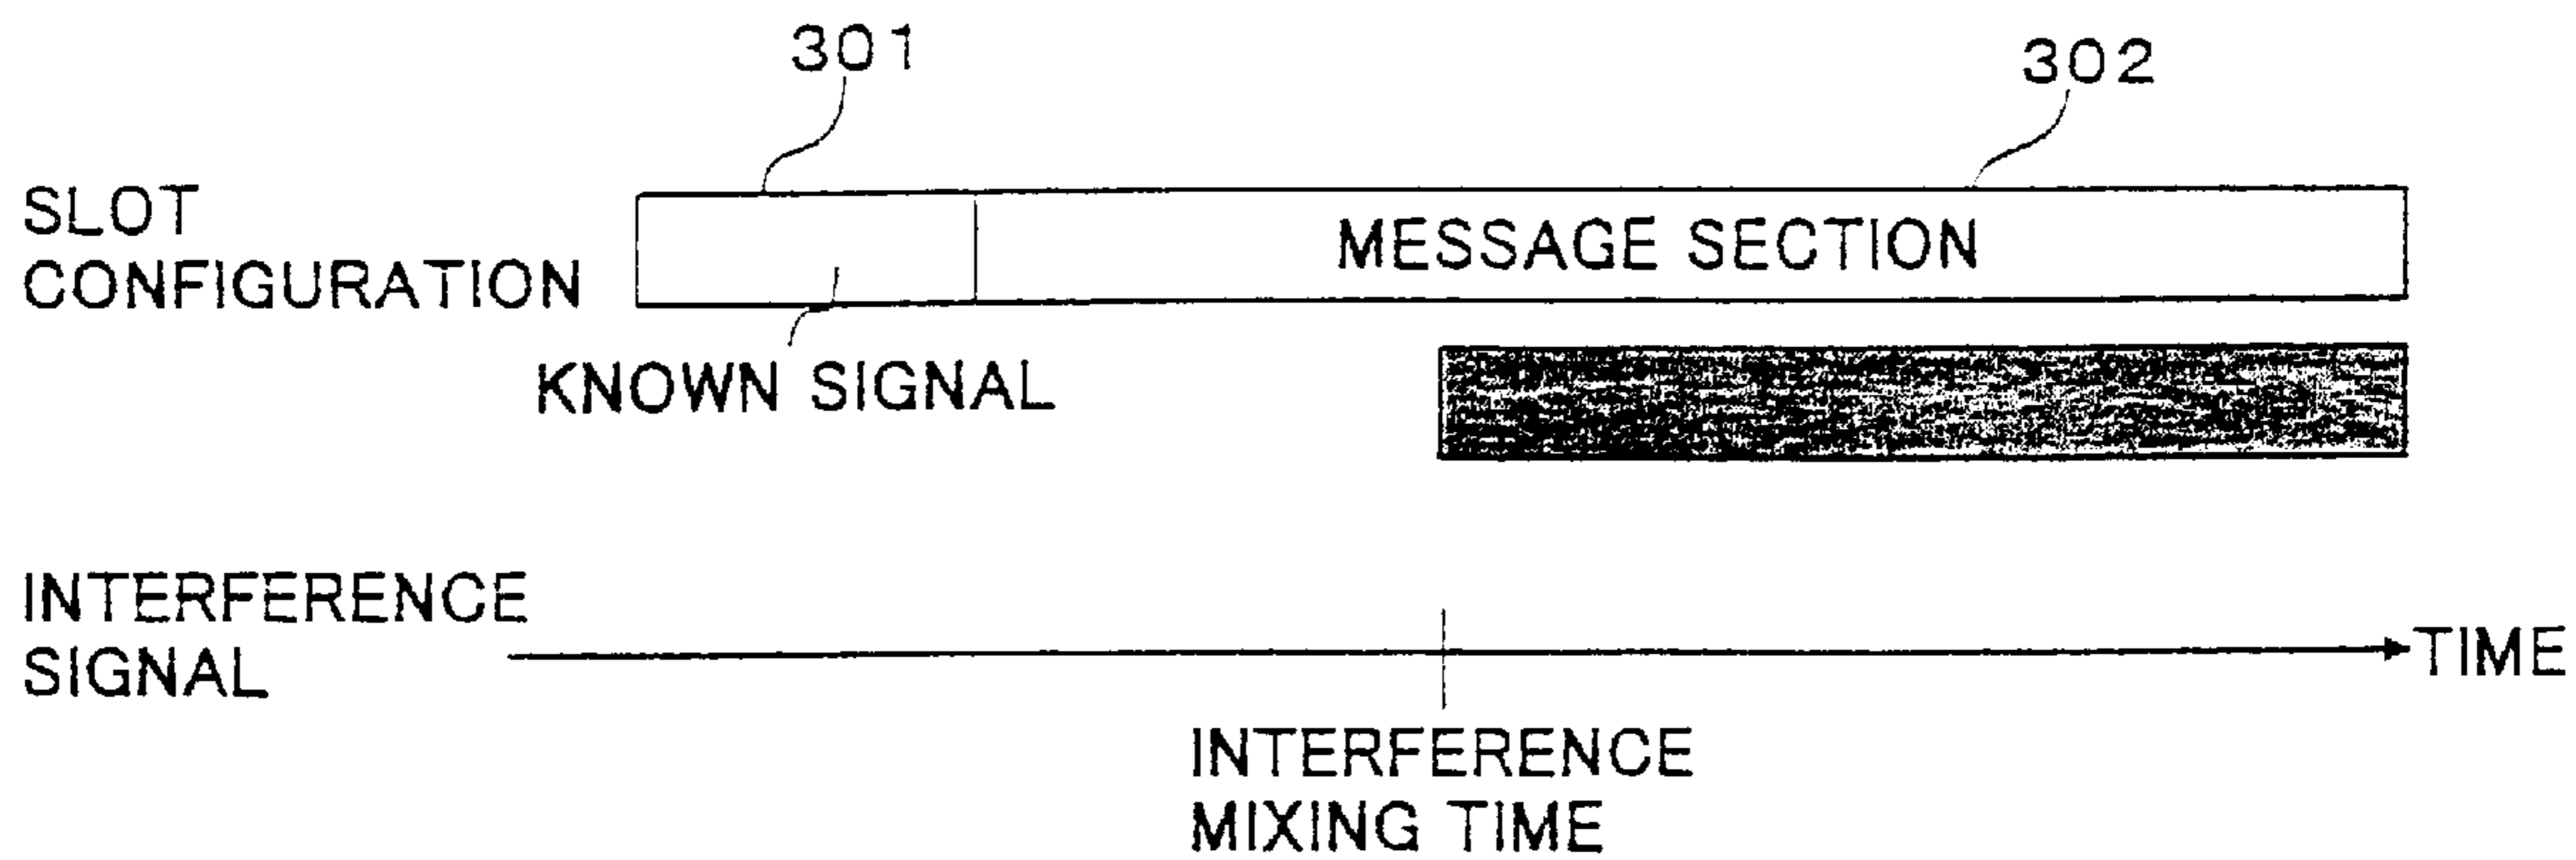 301
302
SLOT
CONFIGURATION
MESSAGE SECTION
KNOWN SIGNAL
INTERFERENCE
SIGNAL
TIME
INTERFERENCE
MIXING TIME